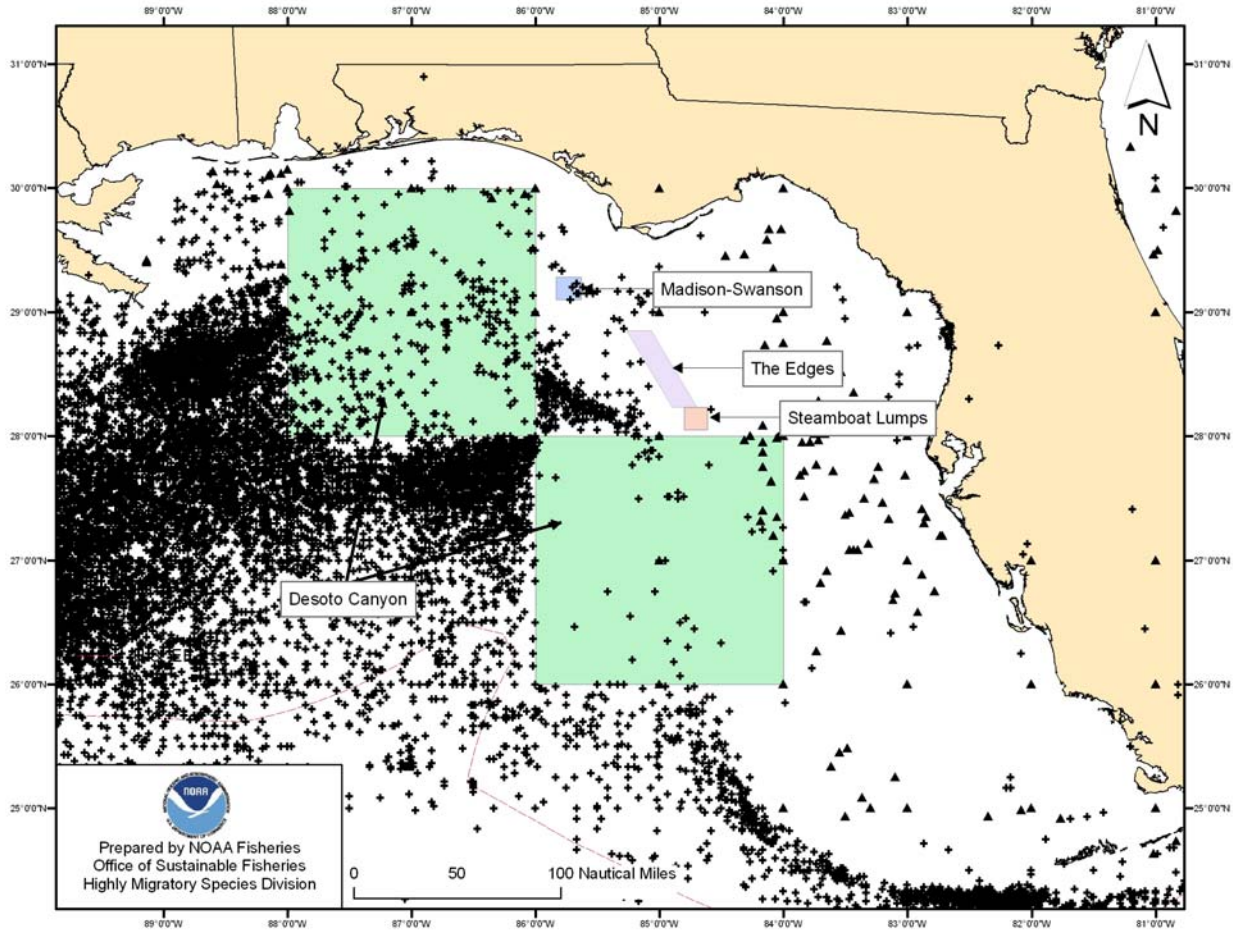 89°0'0"W 88°0'0"W 87°0'0"W 86°0'0"W 85°0'0"W 84°0'0"W 83°0'0"W 82°0'0"W 81°0'0"W
31°0'0"N 31°0'0"N
N
30°0'0"N 30°0'0"N
Madison-Swanson
29°0'0"N 29°0'0"N
The Edges
Steamboat Lumps
28°0'0"N 28°0'0"N
27°0'0"N 27°0'0"N
Desoto Canyon
26°0'0"N 26°0'0"N
25°0'0"N 25°0'0"N
NOAA
Prepared by NOAA Fisheries
Office of Sustainable Fisheries
Highly Migratory Species Division
0 50 100 Nautical Miles
89°0'0"W 88°0'0"W 87°0'0"W 86°0'0"W 85°0'0"W 84°0'0"W 83°0'0"W 82°0'0"W 81°0'0"W